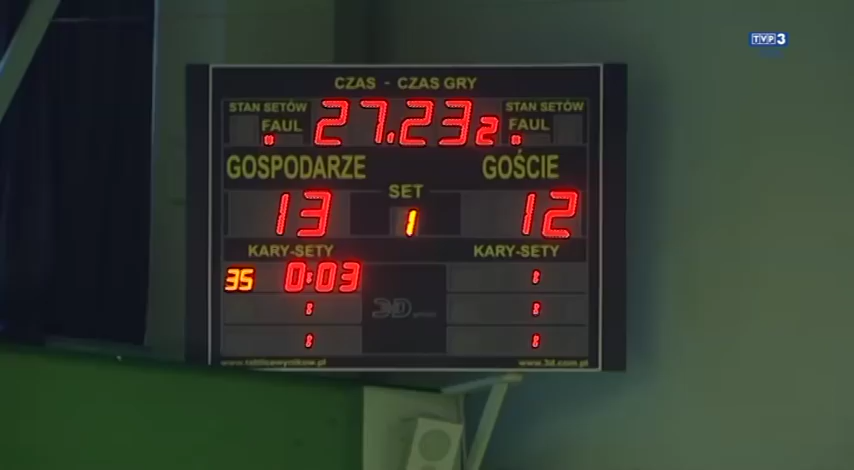 TVP3
CZAS - CZAS GRY
STAN SETÓW STAN SETÓW
FAUL 27.23 2 FAUL
GOSPODARZE GOŚCIE
SET
13 1 12
KARY-SETY KARY-SETY
35 0:03
3D
www.tablicewynikow.pl www.3d.com.pl